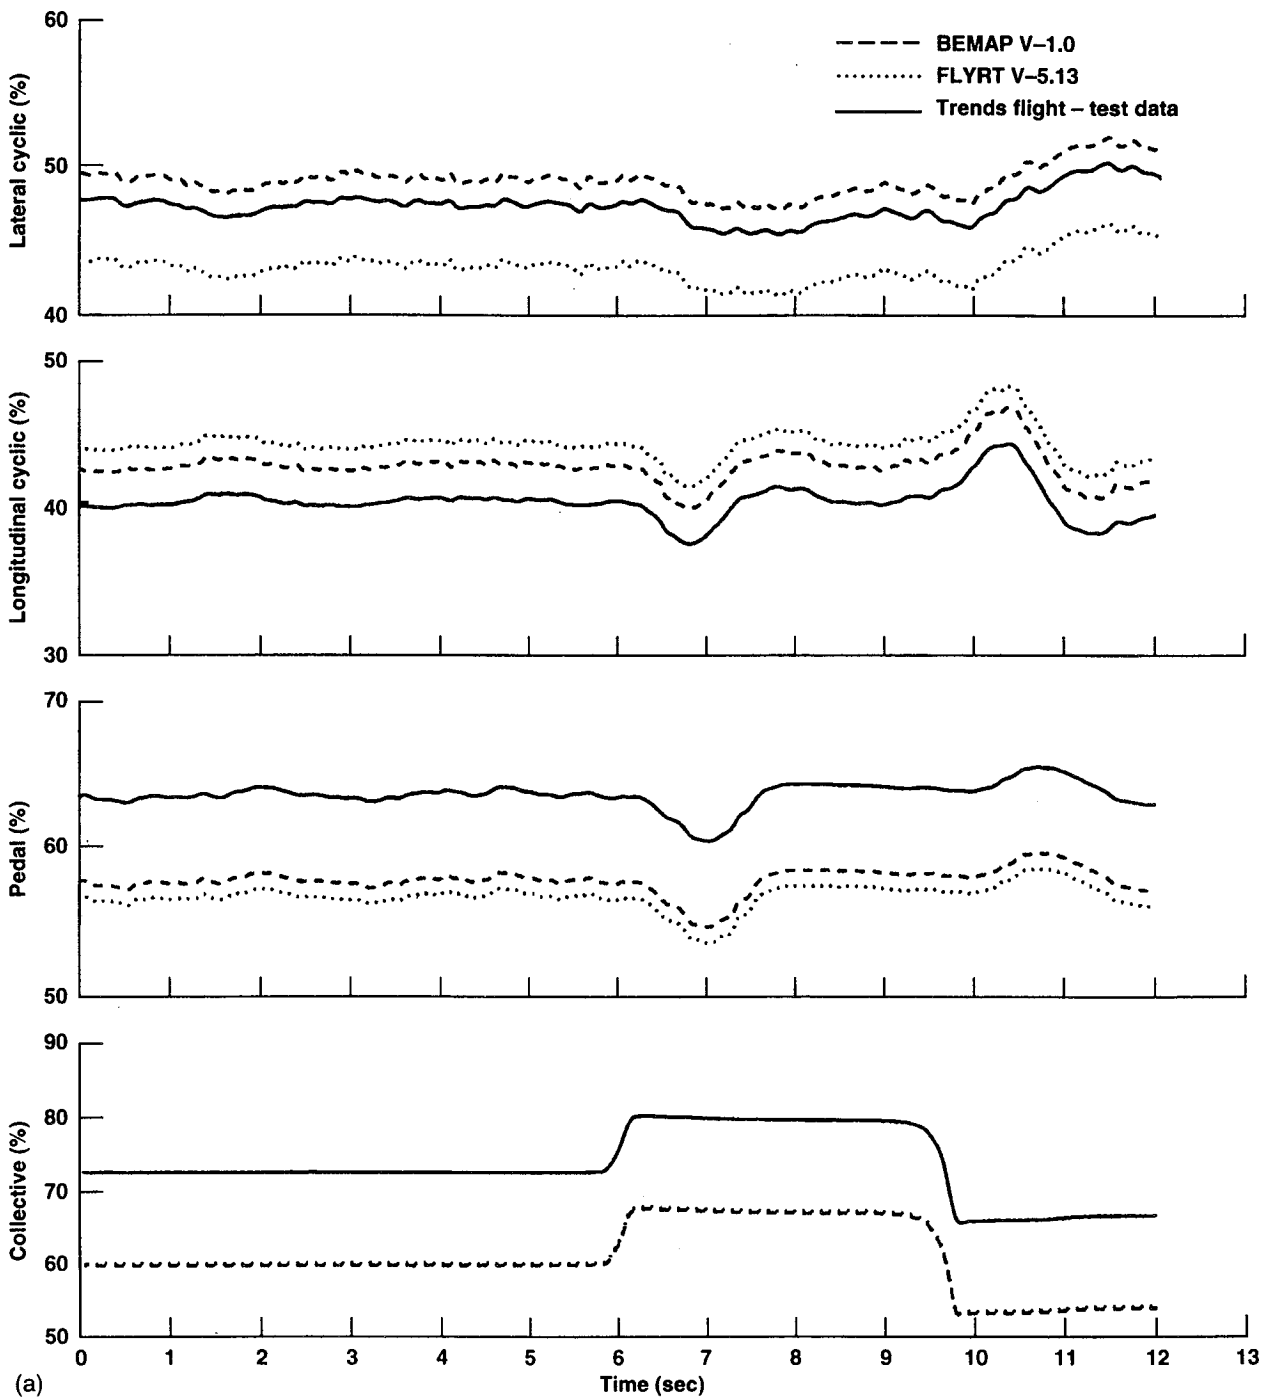 60
50
40
Lateral cyclic (%)
BEMAP V–1.0
FLYRT V–5.13
Trends flight – test data
50
40
30
Longitudinal cyclic (%)
70
60
50
Pedal (%)
90
80
70
60
50
Collective (%)
0 1 2 3 4 5 6 7 8 9 10 11 12 13
Time (sec)
(a)